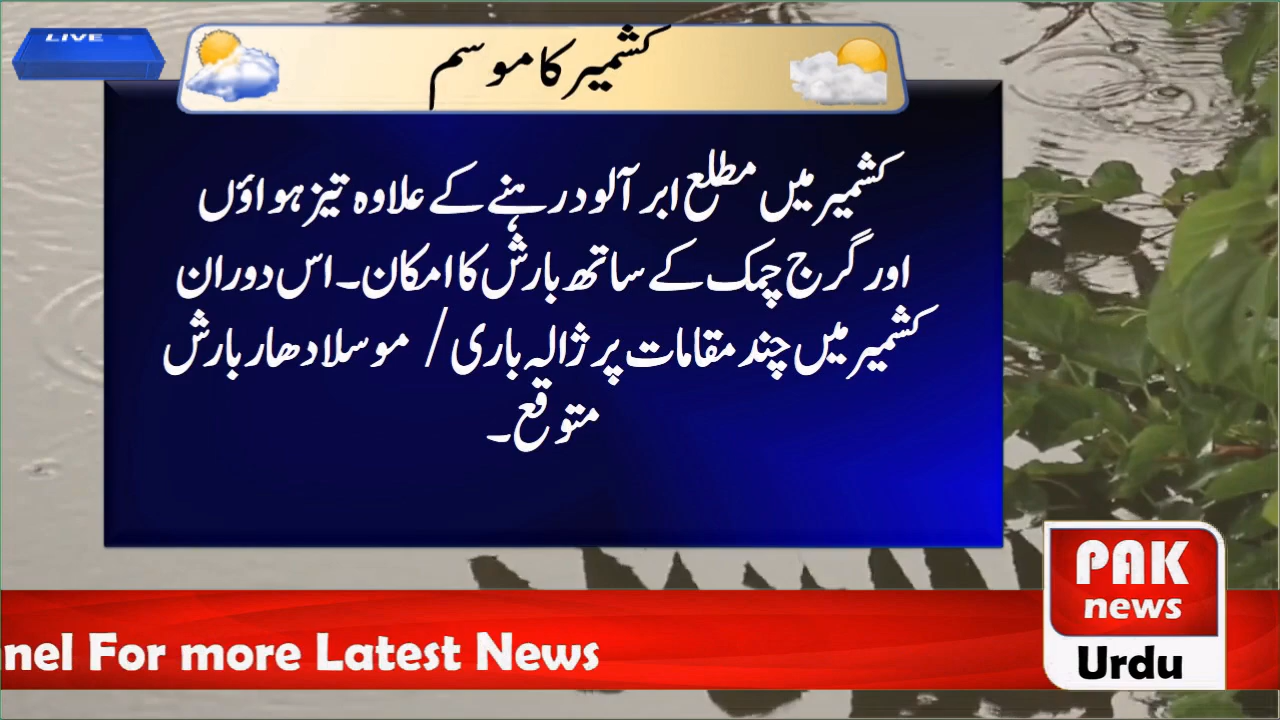 LIVE
کشمیر کا موسم
کشمیر میں مطلع ابر آلود رہنے کے علاوہ تیز ہواؤں
اور گرج چمک کے ساتھ بارش کا امکان۔ اس دوران
کشمیر میں چند مقامات پر ژالہ باری / موسلا دھار بارش
متوقع۔
PAK
news
Urdu
nel For more Latest News